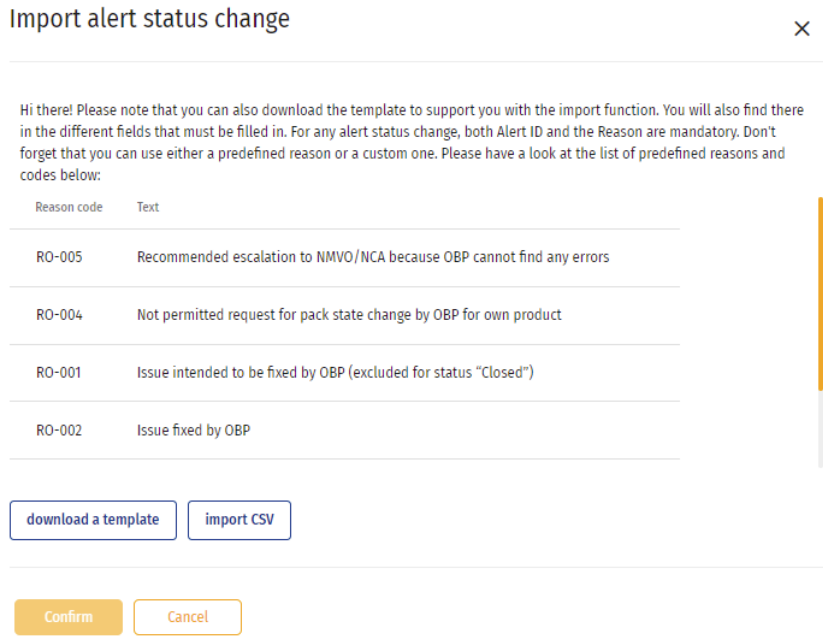 Import alert status change
Hi there! Please note that you can also download the template to support you with the import function. You will also find there
in the different fields that must be filled in. For any alert status change, both Alert ID and the Reason are mandatory. Don't
forget that you can use either a predefined reason or a custom one. Please have a look at the list of predefined reasons and
codes below:
Reason code Text
RO-005 Recommended escalation to NMVO/NCA because OBP cannot find any errors
RO-004 Not permitted request for pack state change by OBP for own product
RO-001 Issue intended to be fixed by OBP (excluded for status “Closed”)
RO-002 Issue fixed by OBP
download a template import CSV
Confirm Cancel